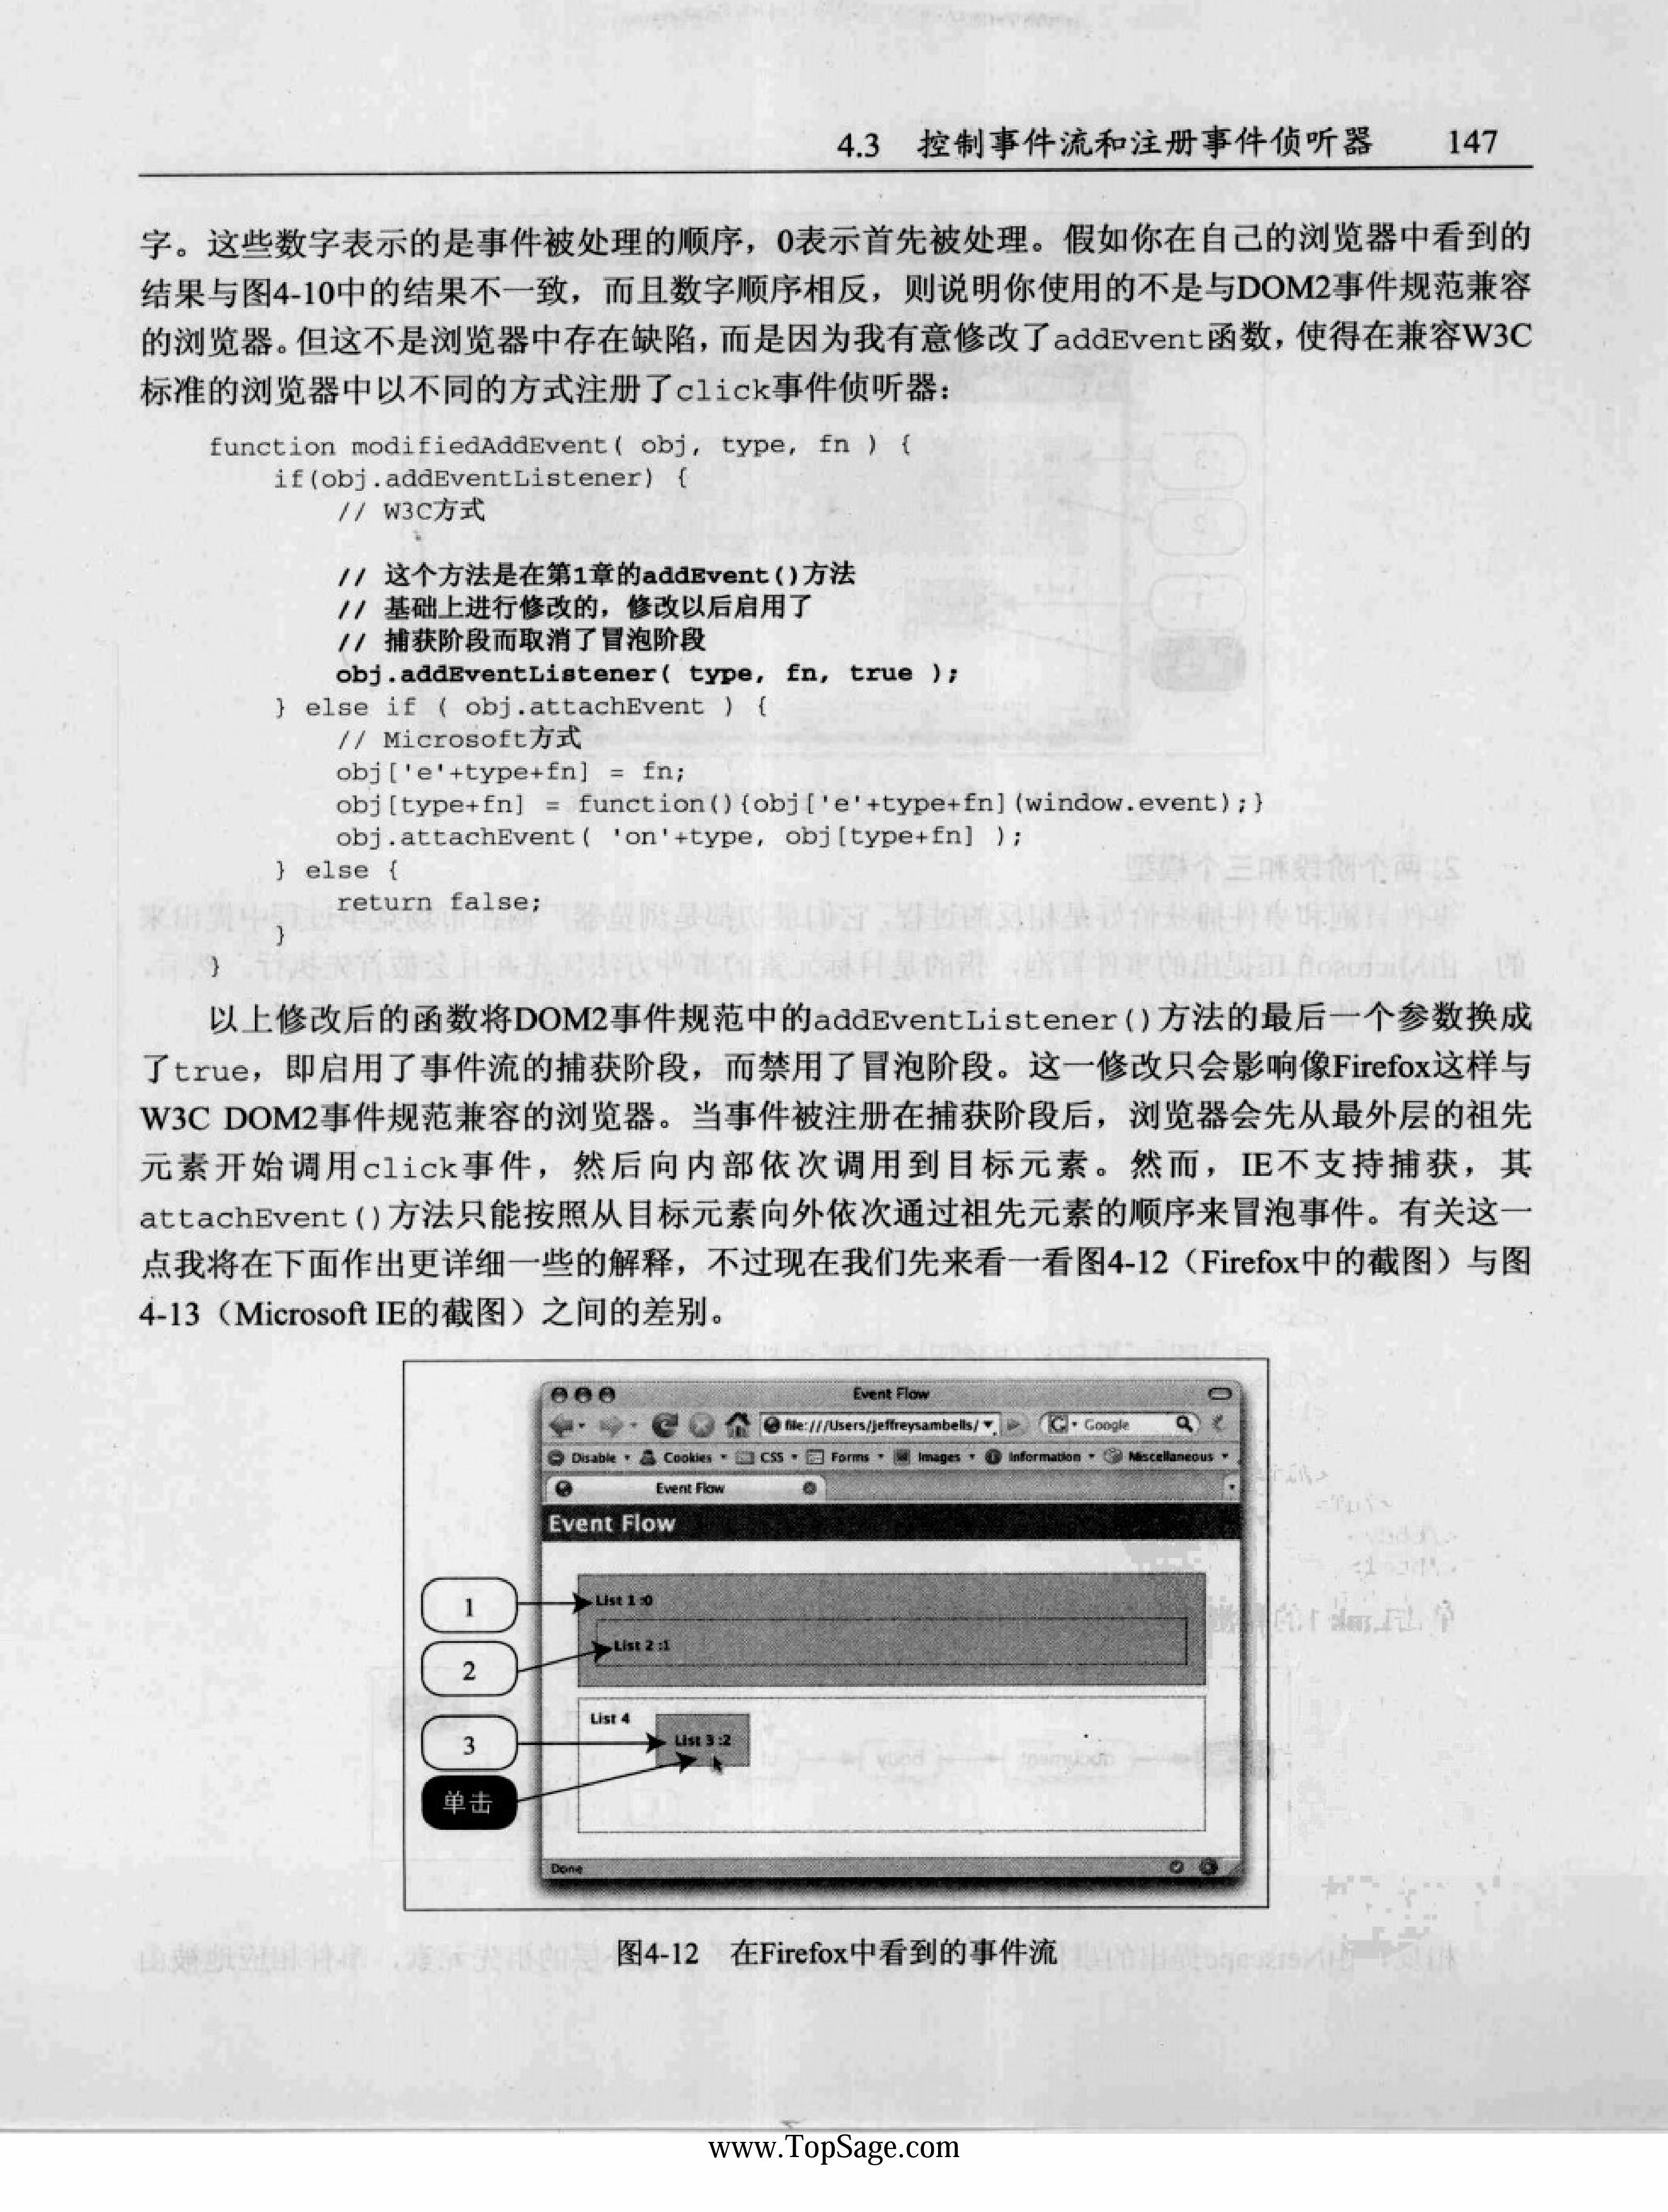 4.3 控制事件流和注册事件侦听器 147
字。这些数字表示的是事件被处理的顺序，0表示首先被处理。假如你在自己的浏览器中看到的
结果与图4-10中的结果不一致，而且数字顺序相反，则说明你使用的不是与DOM2事件规范兼容
的浏览器。但这不是浏览器中存在缺陷，而是因为我有意修改了addEvent函数，使得在兼容W3C
标准的浏览器中以不同的方式注册了click事件侦听器：
function modifiedAddEvent( obj, type, fn ) {
if(obj.addEventListener) {
// W3C方式
// 这个方法是在第1章的addEvent()方法
// 基础上进行修改的，修改以后启用了
// 捕获阶段而取消了冒泡阶段
obj.addEventListener( type, fn, true );
} else if ( obj.attachEvent ) {
// Microsoft方式
obj['e'+type+fn] = fn;
obj[type+fn] = function(){obj['e'+type+fn](window.event);}
obj.attachEvent( 'on'+type, obj[type+fn] );
} else {
return false;
}
}
以上修改后的函数将DOM2事件规范中的addEventListener()方法的最后一个参数换成
了true，即启用了事件流的捕获阶段，而禁用了冒泡阶段。这一修改只会影响像Firefox这样与
W3C DOM2事件规范兼容的浏览器。当事件被注册在捕获阶段后，浏览器会先从最外层的祖先
元素开始调用click事件，然后向内部依次调用到目标元素。然而，IE不支持捕获，其
attachEvent()方法只能按照从目标元素向外依次通过祖先元素的顺序来冒泡事件。有关这一
点我将在下面作出更详细一些的解释，不过现在我们先来看一看图4-12（Firefox中的截图）与图
4-13（Microsoft IE的截图）之间的差别。
Event Flow
file:///Users/jeffreysambells/ Google
Disable Cookies CSS Forms Images Information Miscellaneous
Event Flow
Event Flow
1
List 1 :0
2
List 2 :1
List 4
3
List 3 :2
单击
Done
图4-12 在Firefox中看到的事件流
www.TopSage.com